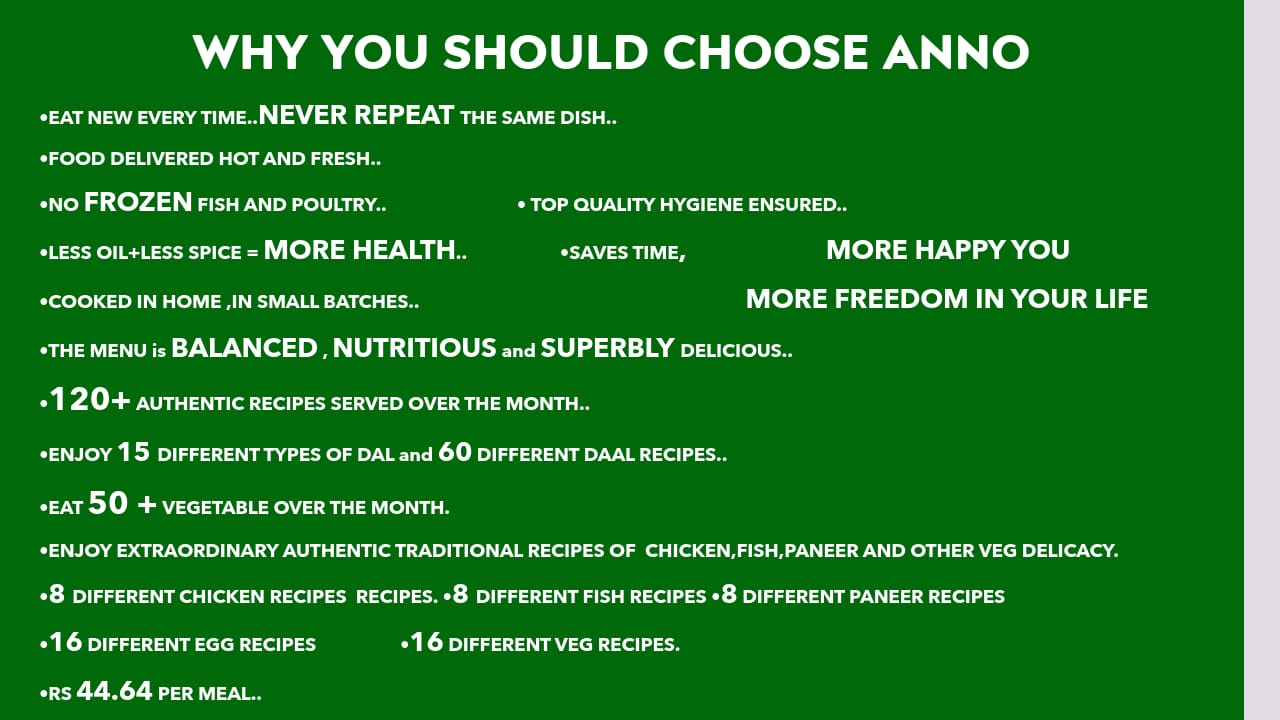 WHY YOU SHOULD CHOOSE ANNO
•EAT NEW EVERY TIME..NEVER REPEAT THE SAME DISH..
•FOOD DELIVERED HOT AND FRESH..
•NO FROZEN FISH AND POULTRY.. • TOP QUALITY HYGIENE ENSURED..
•LESS OIL+LESS SPICE = MORE HEALTH.. •SAVES TIME, MORE HAPPY YOU
•COOKED IN HOME ,IN SMALL BATCHES.. MORE FREEDOM IN YOUR LIFE
•THE MENU is BALANCED , NUTRITIOUS and SUPERBLY DELICIOUS..
•120+ AUTHENTIC RECIPES SERVED OVER THE MONTH..
•ENJOY 15 DIFFERENT TYPES OF DAL and 60 DIFFERENT DAAL RECIPES..
•EAT 50 + VEGETABLE OVER THE MONTH.
•ENJOY EXTRAORDINARY AUTHENTIC TRADITIONAL RECIPES OF CHICKEN,FISH,PANEER AND OTHER VEG DELICACY.
•8 DIFFERENT CHICKEN RECIPES RECIPES. •8 DIFFERENT FISH RECIPES •8 DIFFERENT PANEER RECIPES
•16 DIFFERENT EGG RECIPES •16 DIFFERENT VEG RECIPES.
•RS 44.64 PER MEAL..